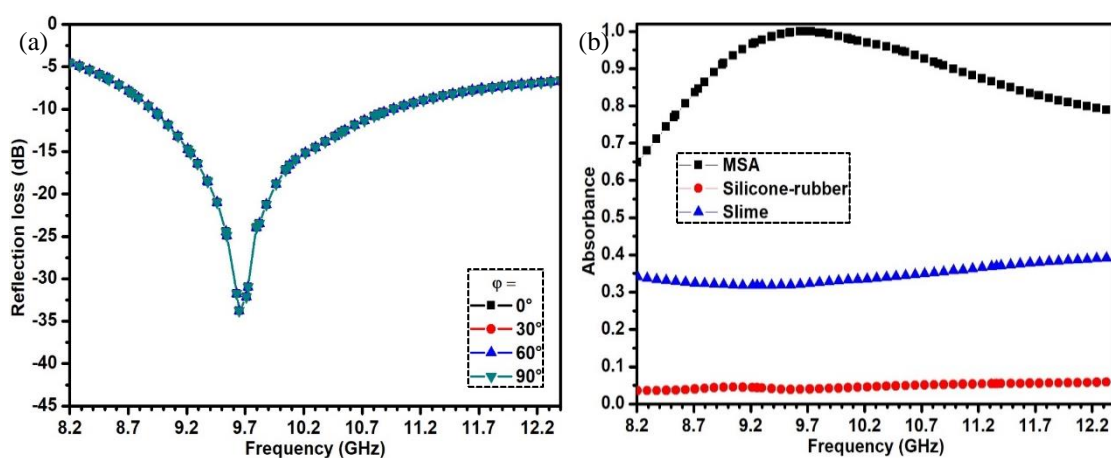 (a)
Reflection loss (dB)
0
-5
-10
-15
-20
-25
-30
-35
-40
-45
8.2 8.7 9.2 9.7 10.2 10.7 11.2 11.7 12.2
Frequency (GHz)
φ =
0°
30°
60°
90°
(b)
Absorbance
1.0
0.9
0.8
0.7
0.6
0.5
0.4
0.3
0.2
0.1
0.0
8.2 8.7 9.2 9.7 10.2 10.7 11.2 11.7 12.2
Frequency (GHz)
MSA
Silicone-rubber
Slime